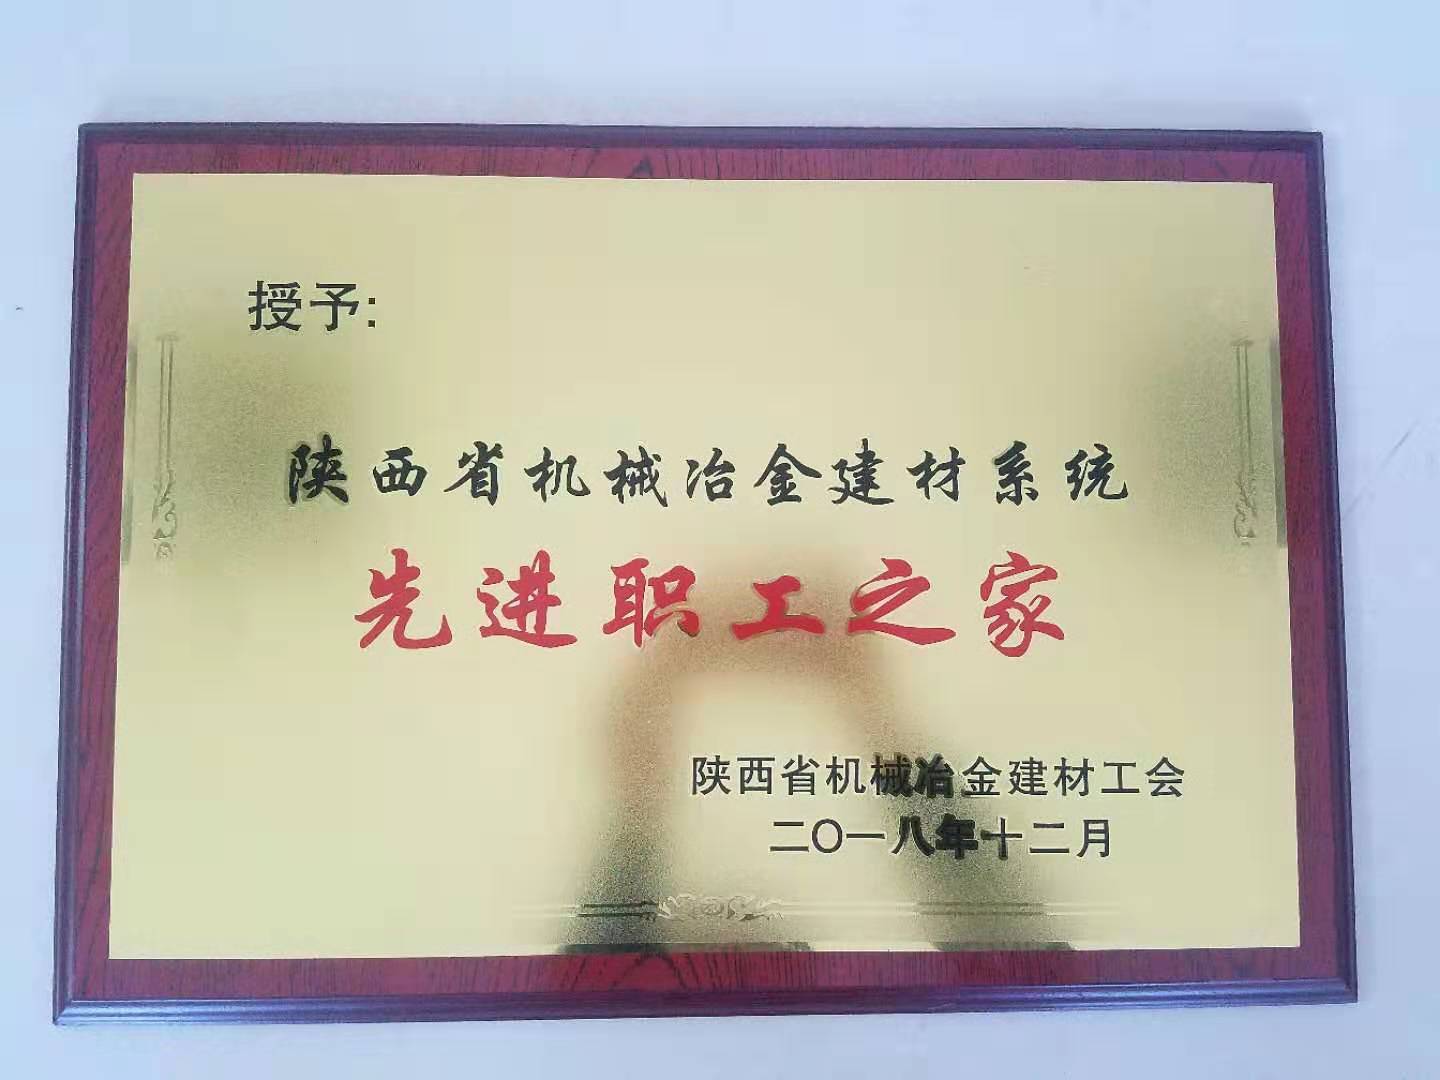 授予:
陕西省机械冶金建材系统
先进职工之家
陕西省机械冶金建材工会
二〇一八年十二月